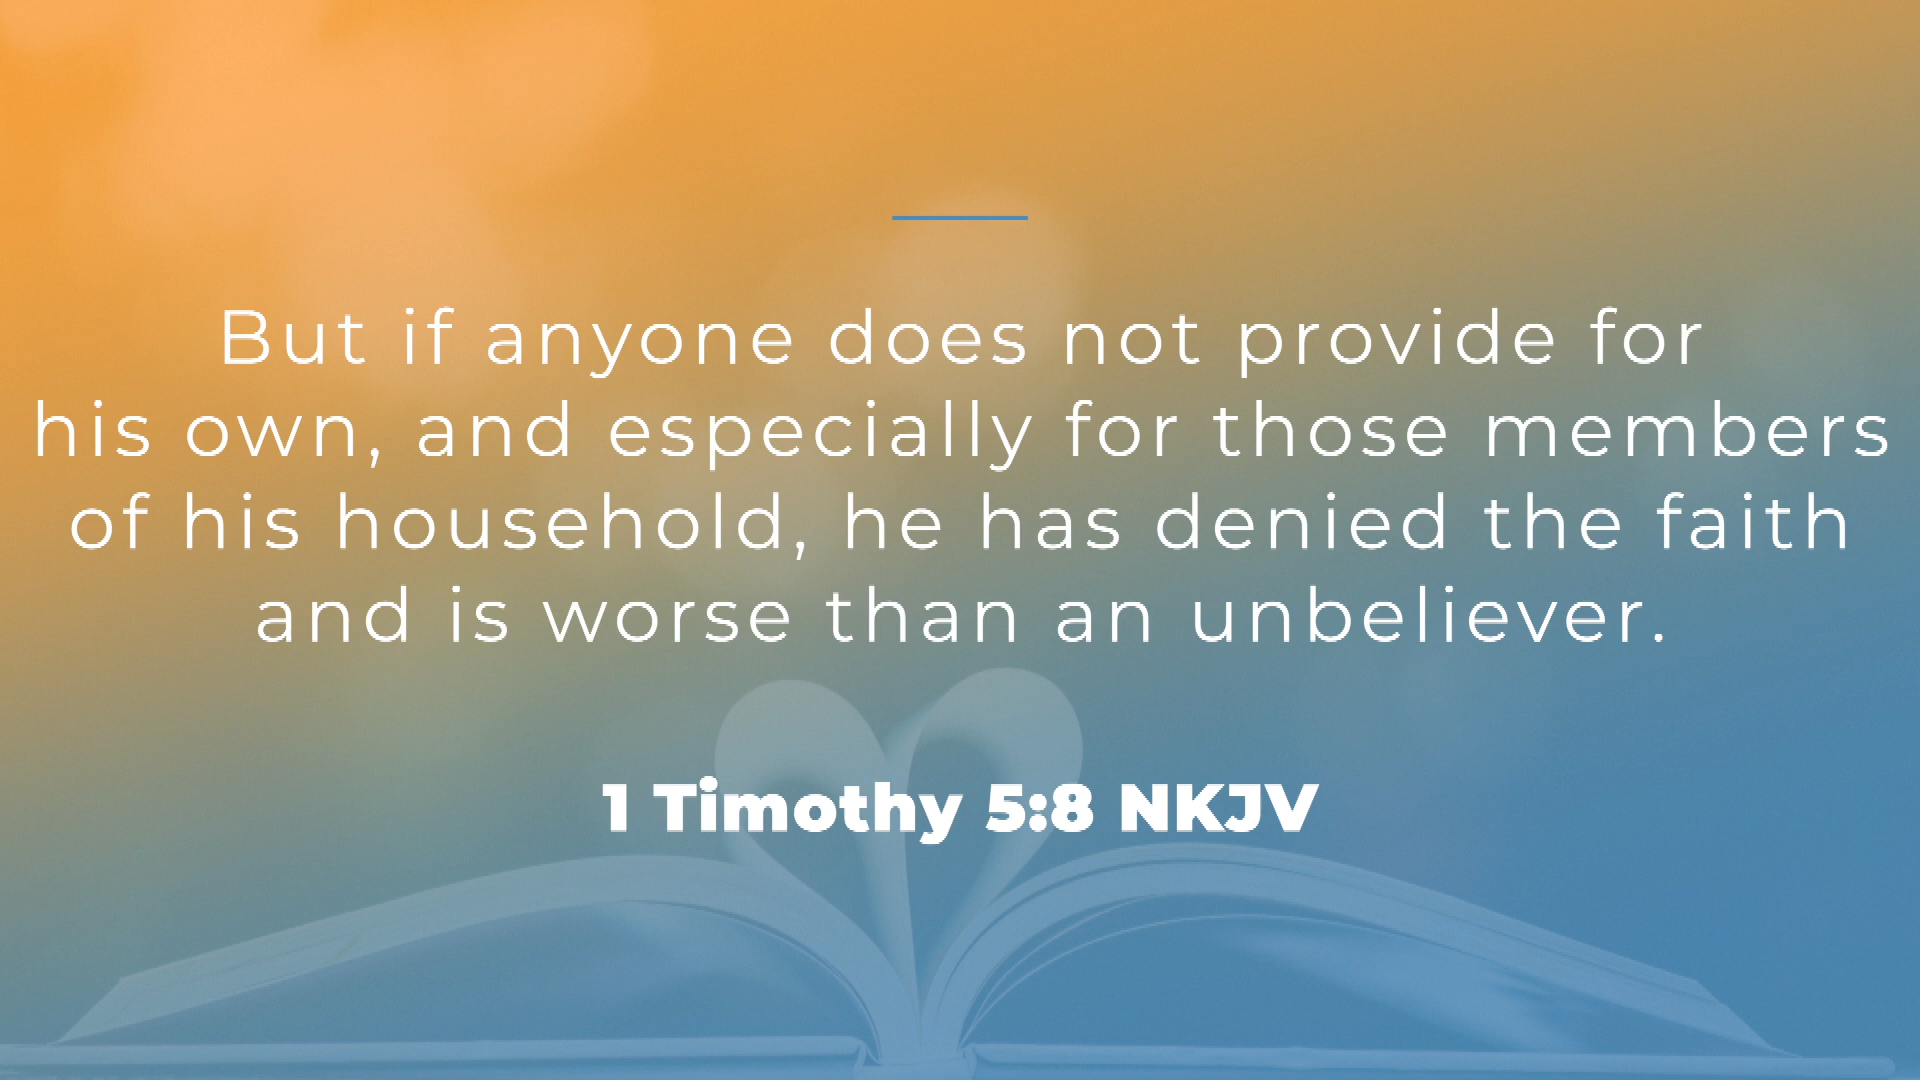 But if anyone does not provide for
his own, and especially for those members
of his household, he has denied the faith
and is worse than an unbeliever.
1 Timothy 5:8 NKJV